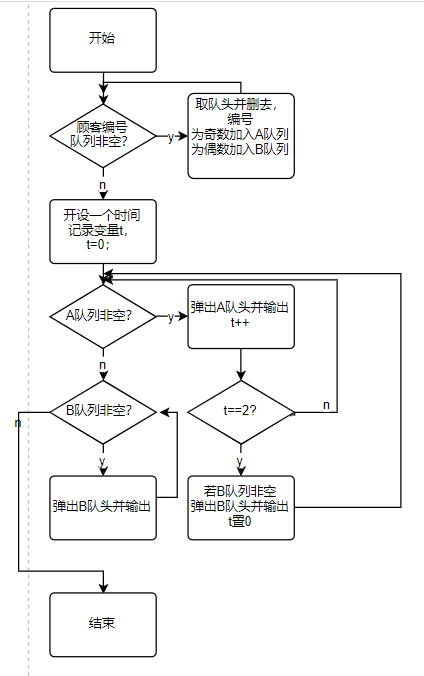 开始
顾客编号
队列非空？
y
取队头并删去，
编号
为奇数加入A队列
为偶数加入B队列
n
开设一个时间
记录变量t，
t=0；
A队列非空？
y
弹出A队头并输出
t++
n
B队列非空？
t==2？
n
n
y
y
弹出B队头并输出
若B队列非空
弹出B队头并输出
t置0
结束